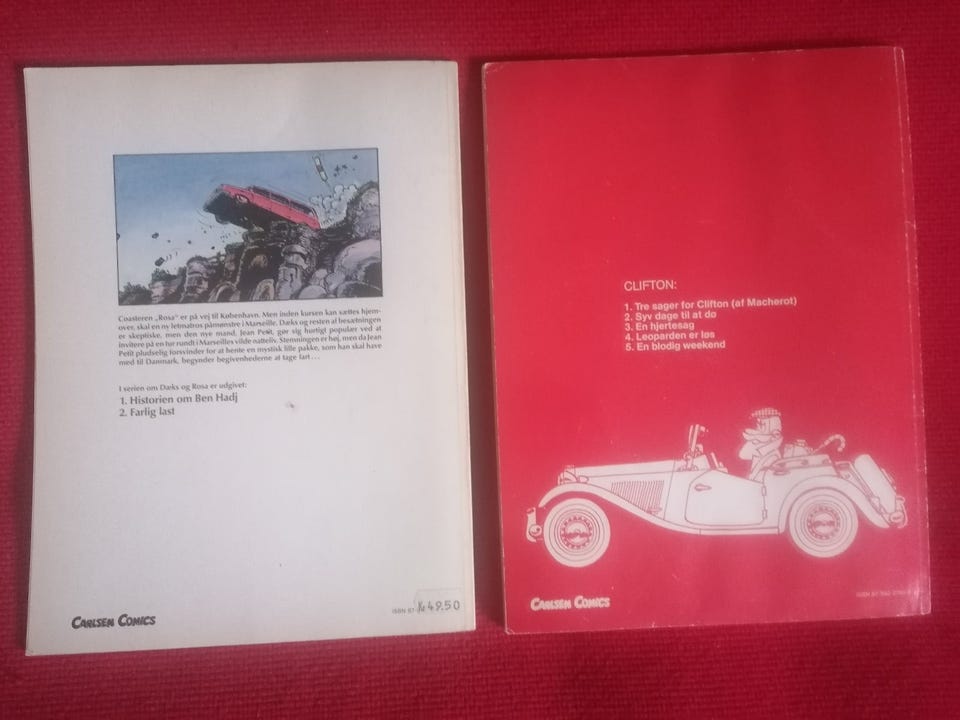 Coasteren „Rosa" er på vej til København. Men inden kursen kan sættes hjem-
over, skal en ny letmatros påmønstre i Marseille. Dæks og resten af besætningen
er skeptiske, men den nye mand, Jean Petit, gør sig hurtigt populær ved at
invitere på en tur rundt i Marseilles vilde natteliv. Stemningen er høj, men da Jean
Petit pludselig forsvinder for at hente en mystisk lille pakke, som han skal have
med til Danmark, begynder begivenhederne at tage fart . . .
I serien om Dæks og Rosa er udgivet:
1. Historien om Ben Hadj
2. Farlig last
ISBN 87
Kr 49.50
CARLSEN COMICS
CLIFTON:
1. Tre sager for Clifton (af Macherot)
2. Syv dage til at dø
3. En hjertesag
4. Leoparden er løs
5. En blodig weekend
CARLSEN COMICS
ISBN 87